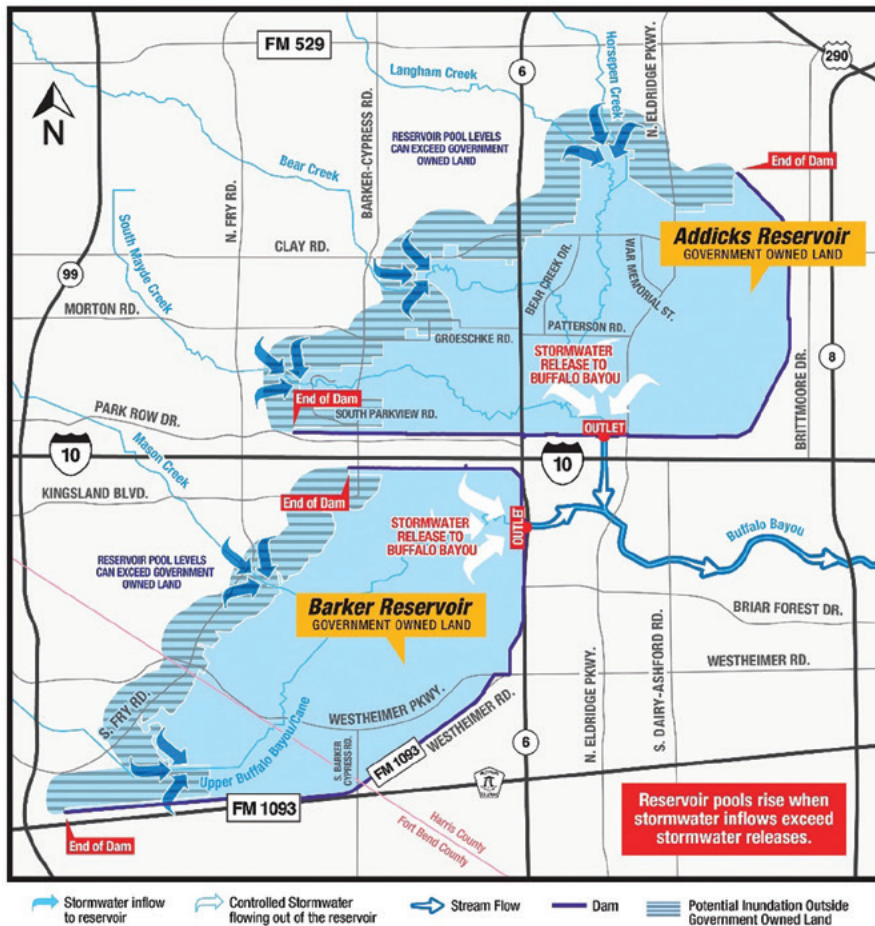 FM 529
Langham Creek
6
Horsepen Creek
N. ELDRIDGE PKWY.
290
N
BARKER-CYPRESS RD.
RESERVOIR POOL LEVELS
CAN EXCEED GOVERNMENT
OWNED LAND
End of Dam
Bear Creek
N. FRY RD.
South Mayde Creek
CLAY RD.
Addicks Reservoir
GOVERNMENT OWNED LAND
99
BEAR CREEK DR.
WAR MEMORIAL ST.
MORTON RD.
GROESCHKE RD.
PATTERSON RD.
STORMWATER
RELEASE TO
BUFFALO BAYOU
8
BRITTMOORE DR.
End of Dam
PARK ROW DR.
SOUTH PARKVIEW RD.
OUTLET
10
10
Mason Creek
KINGSLAND BLVD.
End of Dam
STORMWATER
RELEASE TO
BUFFALO BAYOU
OUTLET
Buffalo Bayou
RESERVOIR POOL LEVELS
CAN EXCEED GOVERNMENT
OWNED LAND
Barker Reservoir
GOVERNMENT OWNED LAND
BRIAR FOREST DR.
WESTHEIMER RD.
S. FRY RD.
WESTHEIMER PKWY.
WESTHEIMER RD.
N. ELDRIDGE PKWY.
S. DAIRY-ASHFORD RD.
Upper Buffalo Bayou/Cane
S. BARKER
CYPRESS RD.
FM 1093
6
FM 1093
Harris County
Fort Bend County
End of Dam
Reservoir pools rise when
stormwater inflows exceed
stormwater releases.
Stormwater inflow
to reservoir
Controlled Stormwater
flowing out of the reservoir
Stream Flow
Dam
Potential Inundation Outside
Government Owned Land